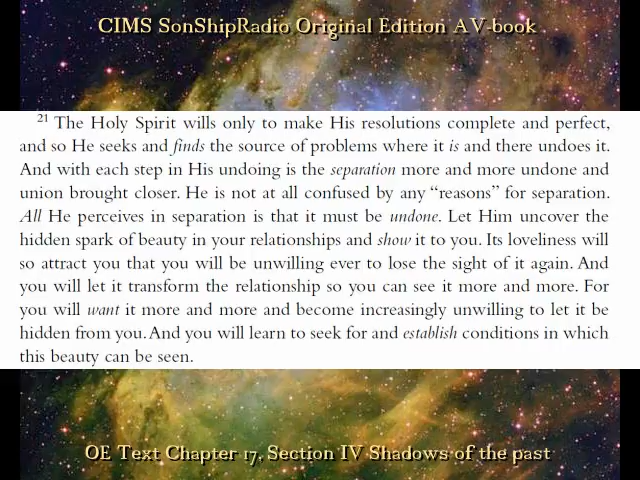 CIMS SonShipRadio Original Edition AV-book
21 The Holy Spirit wills only to make His resolutions complete and perfect,
and so He seeks and finds the source of problems where it is and there undoes it.
And with each step in His undoing is the separation more and more undone and
union brought closer. He is not at all confused by any “reasons” for separation.
All He perceives in separation is that it must be undone. Let Him uncover the
hidden spark of beauty in your relationships and show it to you. Its loveliness will
so attract you that you will be unwilling ever to lose the sight of it again. And
you will let it transform the relationship so you can see it more and more. For
you will want it more and more and become increasingly unwilling to let it be
hidden from you. And you will learn to seek for and establish conditions in which
this beauty can be seen.
OE Text Chapter 17, Section IV Shadows of the past